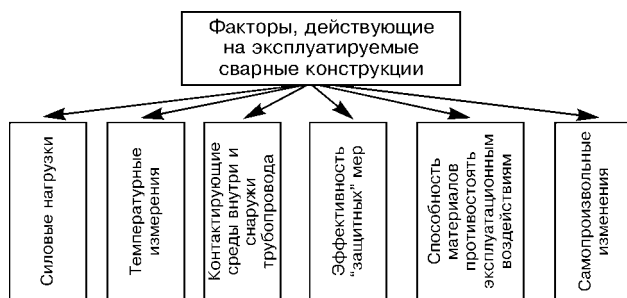 Факторы, действующие
на эксплуатируемые
сварные конструкции
Силовые нагрузки
Температурные
измерения
Контактирующие
среды внутри и
снаружи
трубопровода
Эффективность
“защитных” мер
Способность
материалов
противостоять
эксплуатационным
воздействиям
Самопроизвольные
изменения